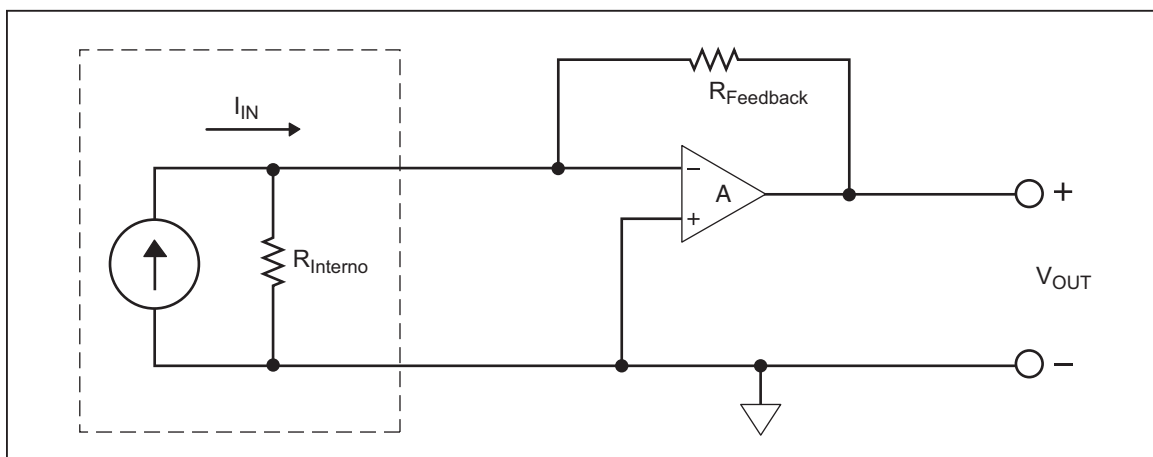 R_Feedback
I_IN
−
A
+
+
R_Interno
V_OUT
−